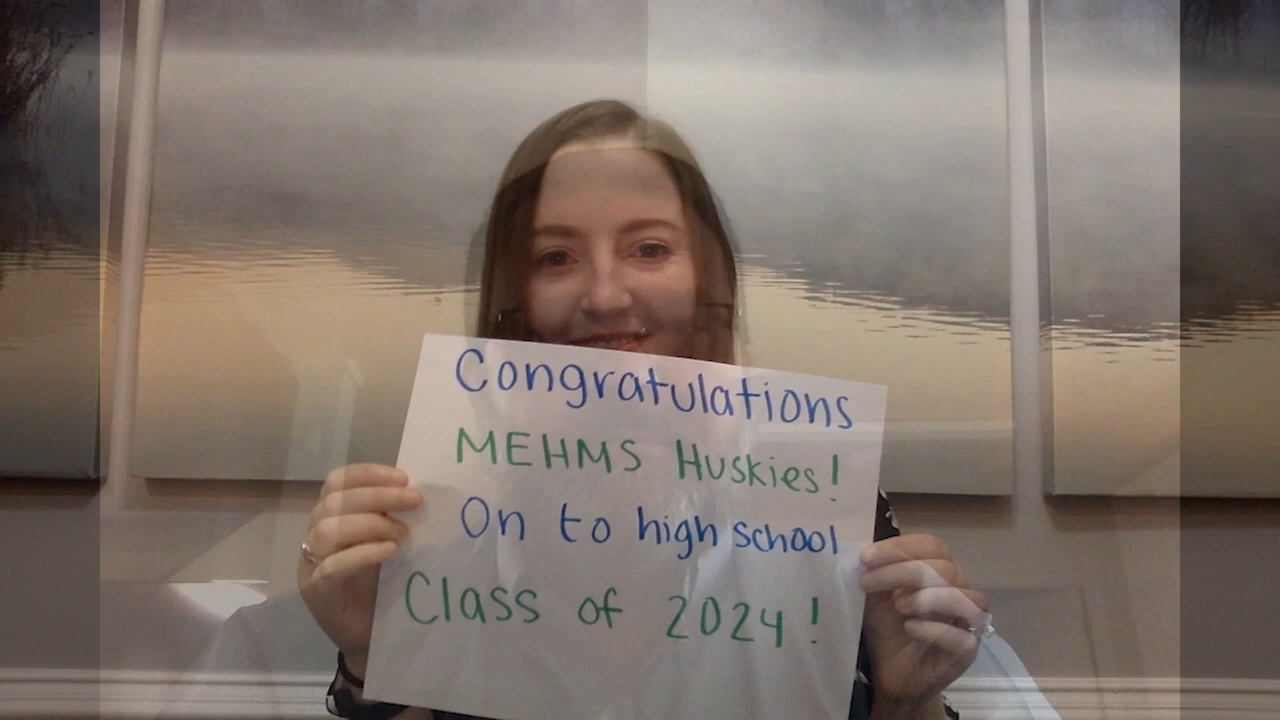 Congratulations
MEHMS Huskies!
On to high school
Class of 2024!